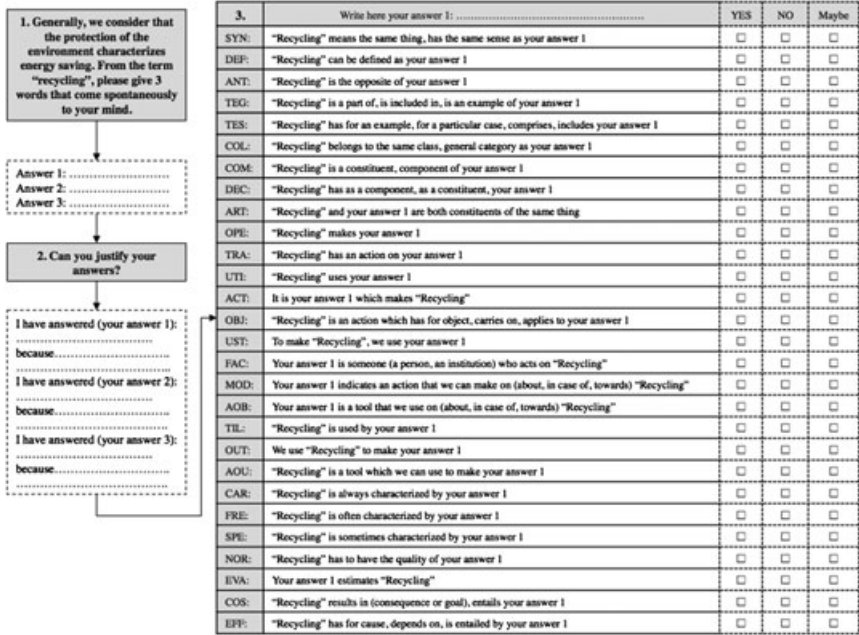 1. Generally, we consider that
the protection of the
environment characterizes
energy saving. From the term
“recycling”, please give 3
words that come spontaneously
to your mind.
Answer 1: ............................
Answer 2: ............................
Answer 3: ............................
2. Can you justify your
answers?
I have answered (your answer 1):
......................................
because................................
..........................................
I have answered (your answer 2):
......................................
because................................
..........................................
I have answered (your answer 3):
......................................
because................................
..........................................
3. Write here your answer 1: .................................................... YES NO Maybe
SYN: “Recycling” means the same thing, has the same sense as your answer 1 ☐ ☐ ☐
DEF: “Recycling” can be defined as your answer 1 ☐ ☐ ☐
ANT: “Recycling” is the opposite of your answer 1 ☐ ☐ ☐
TEG: “Recycling” is a part of, is included in, is an example of your answer 1 ☐ ☐ ☐
TES: “Recycling” has for an example, for a particular case, comprises, includes your answer 1 ☐ ☐ ☐
COL: “Recycling” belongs to the same class, general category as your answer 1 ☐ ☐ ☐
COM: “Recycling” is a constituent, component of your answer 1 ☐ ☐ ☐
DEC: “Recycling” has as a component, as a constituent, your answer 1 ☐ ☐ ☐
ART: “Recycling” and your answer 1 are both constituents of the same thing ☐ ☐ ☐
OPE: “Recycling” makes your answer 1 ☐ ☐ ☐
TRA: “Recycling” has an action on your answer 1 ☐ ☐ ☐
UTI: “Recycling” uses your answer 1 ☐ ☐ ☐
ACT: It is your answer 1 which makes “Recycling” ☐ ☐ ☐
OBJ: “Recycling” is an action which has for object, carries on, applies to your answer 1 ☐ ☐ ☐
UST: To make “Recycling”, we use your answer 1 ☐ ☐ ☐
FAC: Your answer 1 is someone (a person, an institution) who acts on “Recycling” ☐ ☐ ☐
MOD: Your answer 1 indicates an action that we can make on (about, in case of, towards) “Recycling” ☐ ☐ ☐
AOB: Your answer 1 is a tool that we use on (about, in case of, towards) “Recycling” ☐ ☐ ☐
TIL: “Recycling” is used by your answer 1 ☐ ☐ ☐
OUT: We use “Recycling” to make your answer 1 ☐ ☐ ☐
AOU: “Recycling” is a tool which we can use to make your answer 1 ☐ ☐ ☐
CAR: “Recycling” is always characterized by your answer 1 ☐ ☐ ☐
FRE: “Recycling” is often characterized by your answer 1 ☐ ☐ ☐
SPE: “Recycling” is sometimes characterized by your answer 1 ☐ ☐ ☐
NOR: “Recycling” has to have the quality of your answer 1 ☐ ☐ ☐
EVA: Your answer 1 estimates “Recycling” ☐ ☐ ☐
COS: “Recycling” results in (consequence or goal), entails your answer 1 ☐ ☐ ☐
EFF: “Recycling” has for cause, depends on, is entailed by your answer 1 ☐ ☐ ☐